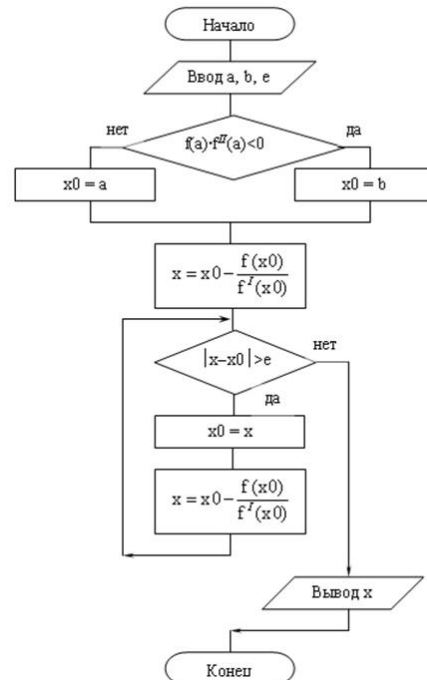 Начало
Ввод a, b, e
нет
да
f(a)·f^II(a)<0
x0 = a
x0 = b
x = x0 − f(x0)/f^I(x0)
|x−x0|>e
нет
да
x0 = x
x = x0 − f(x0)/f^I(x0)
Вывод x
Конец